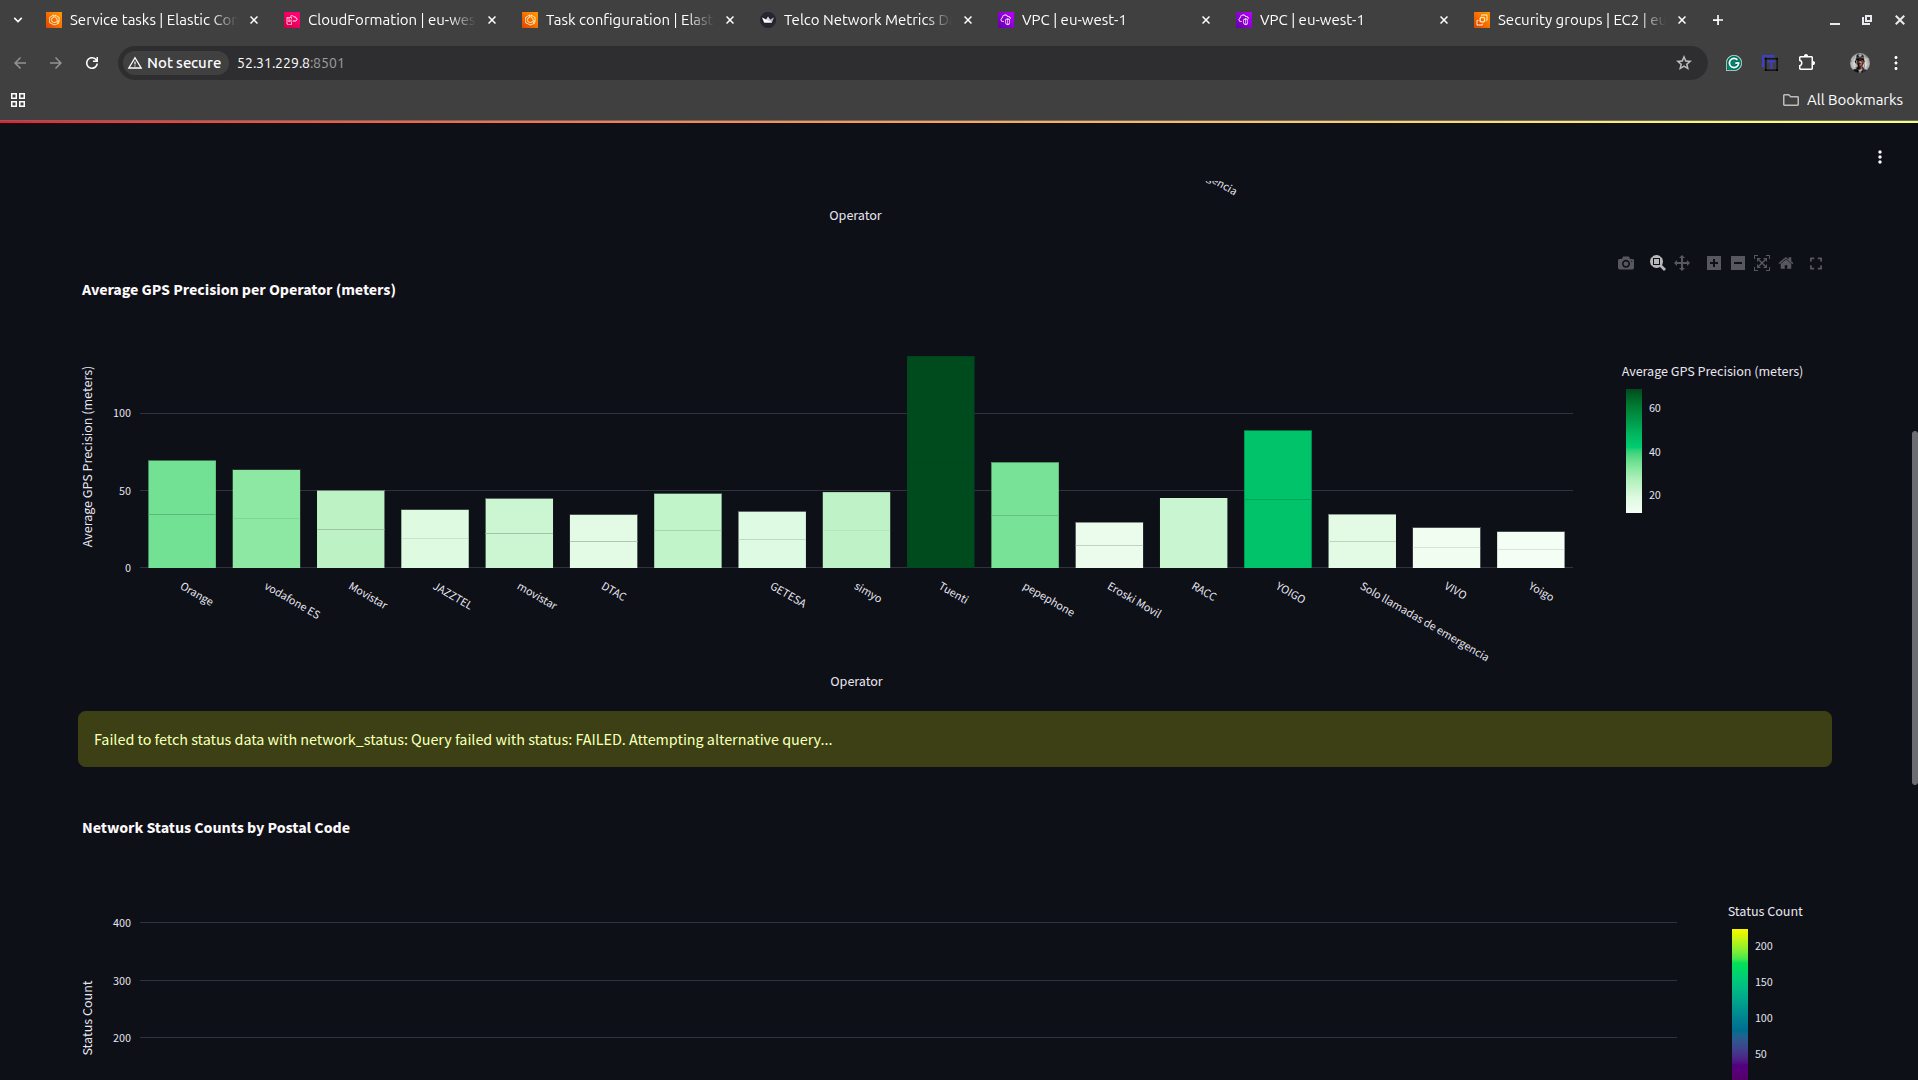 Service tasks | Elastic Co
CloudFormation | eu-wes
Task configuration | Elast
Telco Network Metrics D
VPC | eu-west-1
VPC | eu-west-1
Security groups | EC2 | eu
Not secure
52.31.229.8:8501
All Bookmarks
encia
Operator
Average GPS Precision per Operator (meters)
Average GPS Precision (meters)
100
50
0
Orange
vodafone ES
Movistar
JAZZTEL
movistar
DTAC
GETESA
simyo
Tuenti
pepephone
Eroski Movil
RACC
YOIGO
Solo llamadas de emergencia
VIVO
Yoigo
Operator
Average GPS Precision (meters)
60
40
20
Failed to fetch status data with network_status: Query failed with status: FAILED. Attempting alternative query...
Network Status Counts by Postal Code
Status Count
400
300
200
Status Count
200
150
100
50